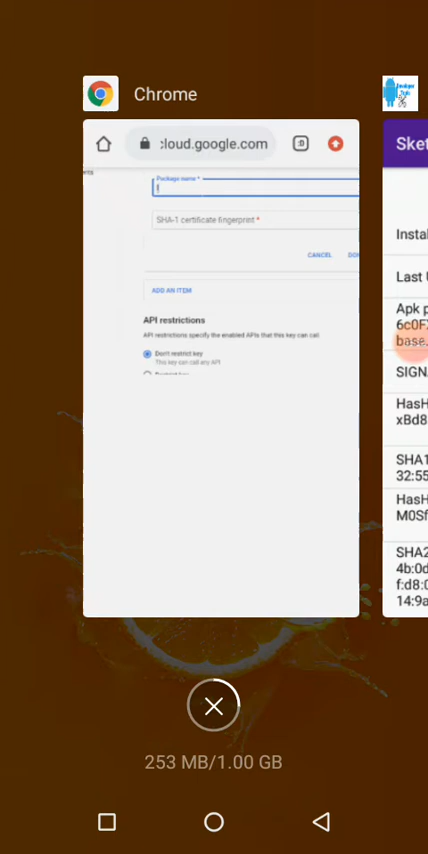 Chrome
:loud.google.com
:D
Package name *
SHA-1 certificate fingerprint *
CANCEL
ADD AN ITEM
API restrictions
API restrictions specify the enabled APIs that this key can call
Don't restrict key
This key can call any API
Sket
Instal
Last
Apk p
base.
SIGN
HasH
xBd8
SHA1
32:55
HasH
M0Sf
SHA2
4b:0d
f:d8:0
14:9a
253 MB/1.00 GB